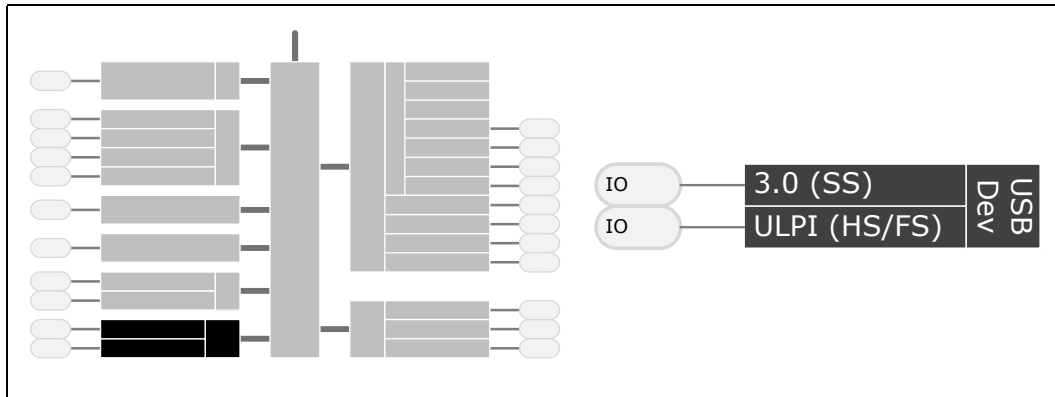 IO
3.0 (SS)
IO
ULPI (HS/FS)
USB
Dev